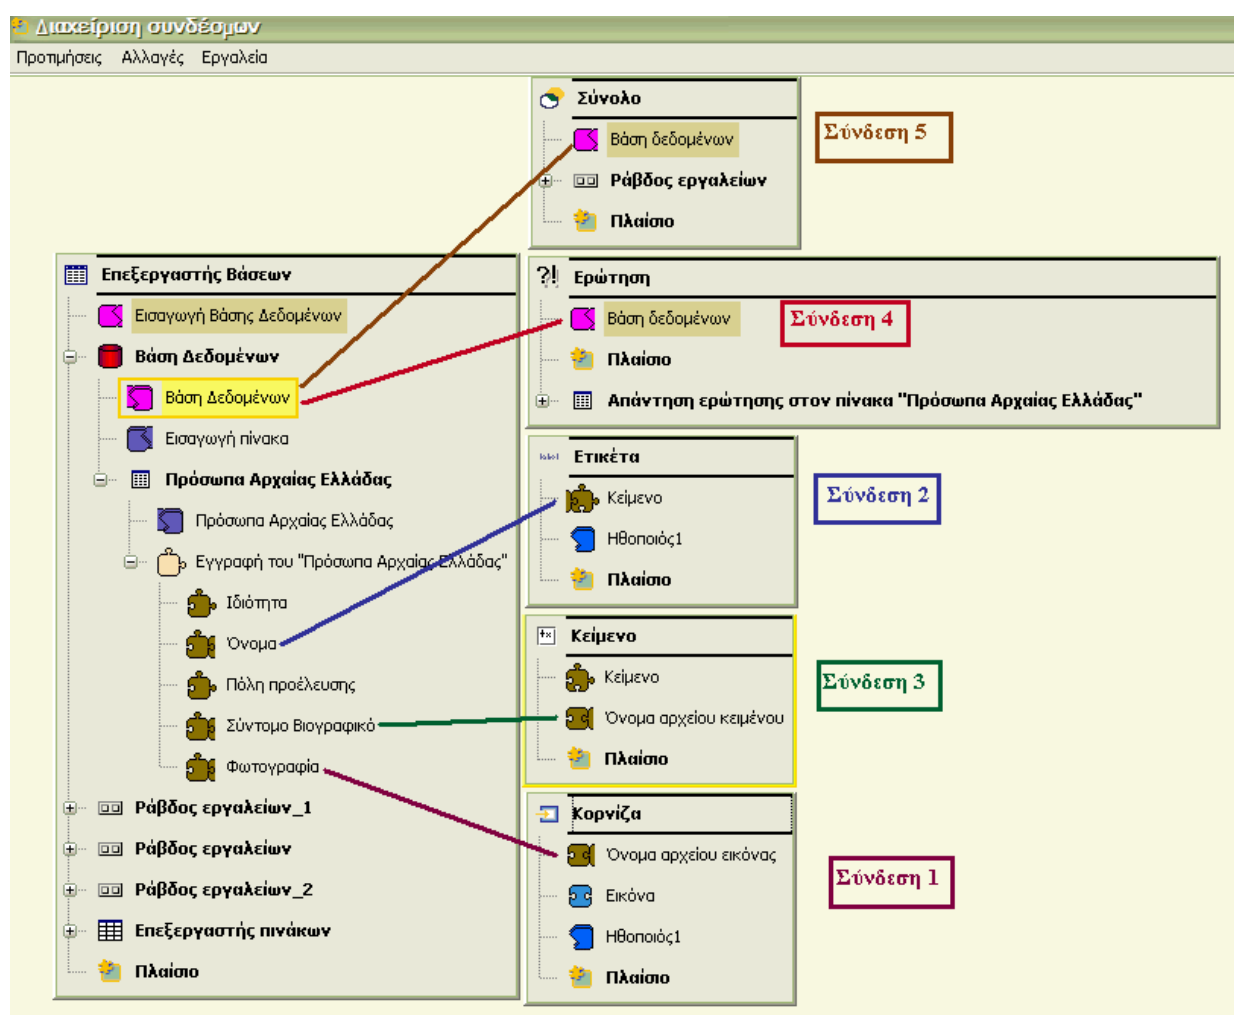 Διαχείριση συνδέσμων
Προτιμήσεις Αλλαγές Εργαλεία
Σύνολο
Βάση δεδομένων
Ράβδος εργαλείων
Πλαίσιο
Σύνδεση 5
Επεξεργαστής Βάσεων
Εισαγωγή Βάσης Δεδομένων
Βάση Δεδομένων
Βάση Δεδομένων
Εισαγωγή πίνακα
Πρόσωπα Αρχαίας Ελλάδας
Πρόσωπα Αρχαίας Ελλάδας
Εγγραφή του "Πρόσωπα Αρχαίας Ελλάδας"
Ιδιότητα
Όνομα
Πόλη προέλευσης
Σύντομο Βιογραφικό
Φωτογραφία
Ράβδος εργαλείων_1
Ράβδος εργαλείων
Ράβδος εργαλείων_2
Επεξεργαστής πινάκων
Πλαίσιο
?! Ερώτηση
Βάση δεδομένων
Πλαίσιο
Απάντηση ερώτησης στον πίνακα "Πρόσωπα Αρχαίας Ελλάδας"
Σύνδεση 4
label Ετικέτα
Κείμενο
Ηθοποιός1
Πλαίσιο
Σύνδεση 2
Κείμενο
Κείμενο
Όνομα αρχείου κειμένου
Πλαίσιο
Σύνδεση 3
Κορνίζα
Όνομα αρχείου εικόνας
Εικόνα
Ηθοποιός1
Πλαίσιο
Σύνδεση 1